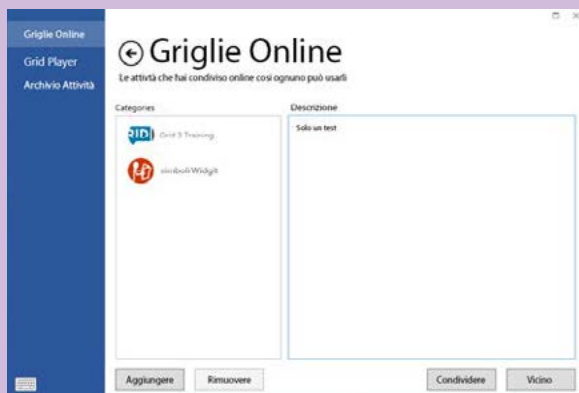 Griglie Online
Grid Player
Archivio Attività
Griglie Online
Le attivtà che hai condiviso online così ognuno può usarli
Categories
Descrizione
Grid 3 Training
simboli Widgit
Solo un test
Aggiungere
Rimuovere
Condividere
Vicino